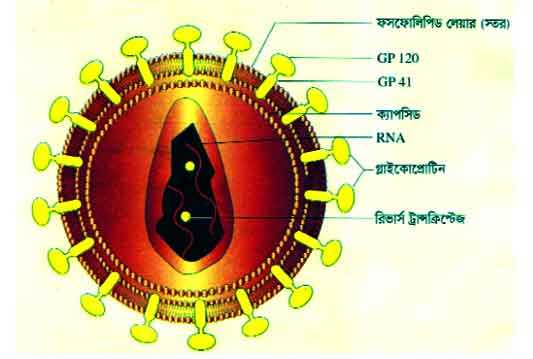 ফসফোলিপিড লেয়ার (স্তর)
GP 120
GP 41
ক্যাপসিড
RNA
গ্লাইকোপ্রোটিন
রিভার্স ট্রান্সক্রিপ্টেজ